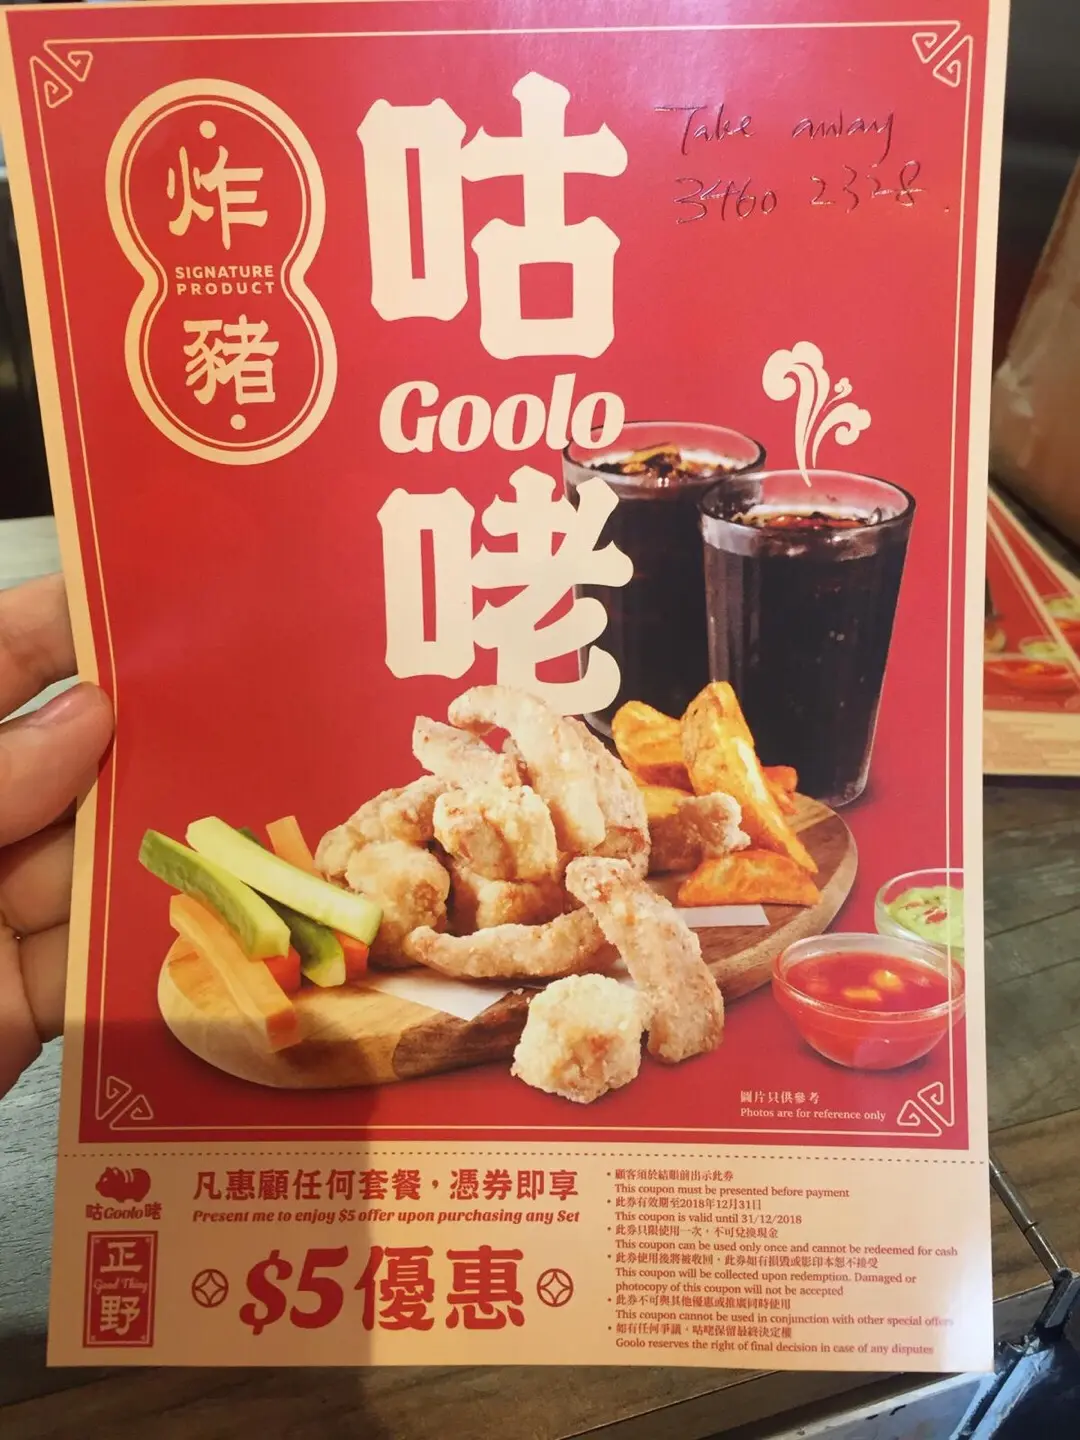 炸
SIGNATURE
PRODUCT
豬
咕
Goolo
咾
Take away
3460 2328.
圖片只供參考
Photos are for reference only
咕Goolo咾
正
Good Thing
野
凡惠顧任何套餐，憑券即享
Present me to enjoy $5 offer upon purchasing any Set
$5優惠
• 顧客須於結賬前出示此券
This coupon must be presented before payment
• 此券有效期至2018年12月31日
This coupon is valid until 31/12/2018
• 此券只限使用一次，不可兌換現金
This coupon can be used only once and cannot be redeemed for cash
• 此券使用後將被收回，此券如有損毀或影印本恕不接受
This coupon will be collected upon redemption. Damaged or
photocopy of this coupon will not be accepted
• 此券不可與其他優惠或推廣同時使用
This coupon cannot be used in conjunction with other special offers
• 如有任何爭議，咕咾保留最終決定權
Goolo reserves the right of final decision in case of any disputes